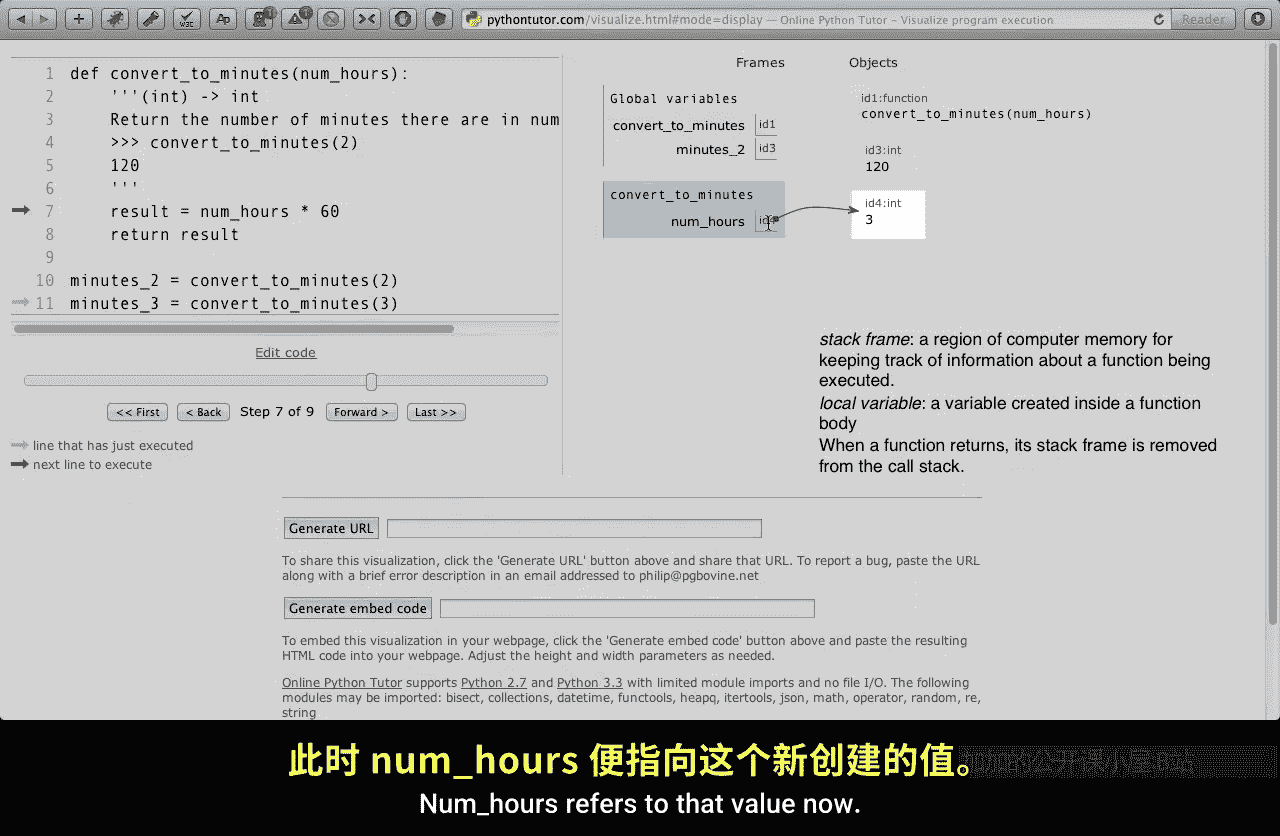 W3C
Ap
1
1
pythontutor.com/visualize.html#mode=display — Online Python Tutor – Visualize program execution
Reader
1 def convert_to_minutes(num_hours):
2 '''(int) -> int
3 Return the number of minutes there are in num
4 >>> convert_to_minutes(2)
5 120
6 '''
7 result = num_hours * 60
8 return result
9
10 minutes_2 = convert_to_minutes(2)
11 minutes_3 = convert_to_minutes(3)
Edit code
<< First
< Back
Step 7 of 9
Forward >
Last >>
line that has just executed
next line to execute
Frames
Objects
Global variables
convert_to_minutes id1
minutes_2 id3
convert_to_minutes
num_hours
id1:function
convert_to_minutes(num_hours)
id3:int
120
id4:int
3
stack frame: a region of computer memory for
keeping track of information about a function being
executed.
local variable: a variable created inside a function
body
When a function returns, its stack frame is removed
from the call stack.
Generate URL
To share this visualization, click the 'Generate URL' button above and share that URL. To report a bug, paste the URL
along with a brief error description in an email addressed to philip@pgbovine.net
Generate embed code
To embed this visualization in your webpage, click the 'Generate embed code' button above and paste the resulting
HTML code into your webpage. Adjust the height and width parameters as needed.
Online Python Tutor supports Python 2.7 and Python 3.3 with limited module imports and no file I/O. The following
modules may be imported: bisect, collections, datetime, functools, heapq, itertools, json, math, operator, random, re,
string
此时 num_hours 便指向这个新创建的值。
Num_hours refers to that value now.